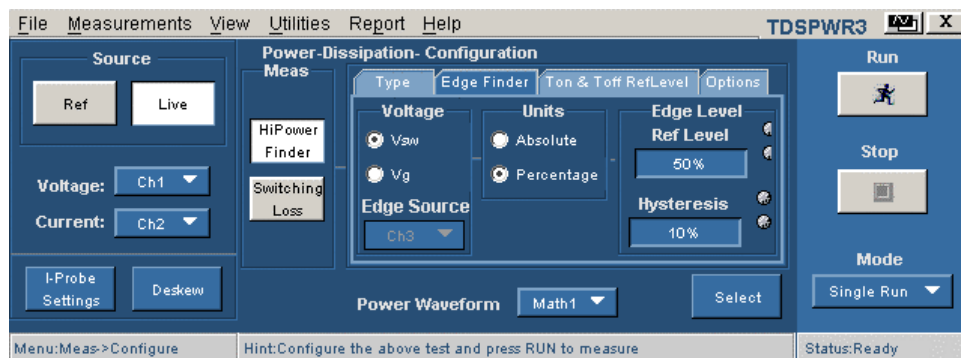 File Measurements View Utilities Report Help TDSPWR3 X
Source
Ref Live
Voltage: Ch1
Current: Ch2
I-Probe Settings
Deskew
Power-Dissipation- Configuration
Meas
HiPower Finder
Switching Loss
Type Edge Finder Ton & Toff RefLevel Options
Voltage
Vsw
Vg
Edge Source
Ch3
Units
Absolute
Percentage
Edge Level
Ref Level
50%
Hysteresis
10%
Power Waveform Math1 Select
Run
Stop
Mode
Single Run
Menu:Meas->Configure Hint:Configure the above test and press RUN to measure Status:Ready